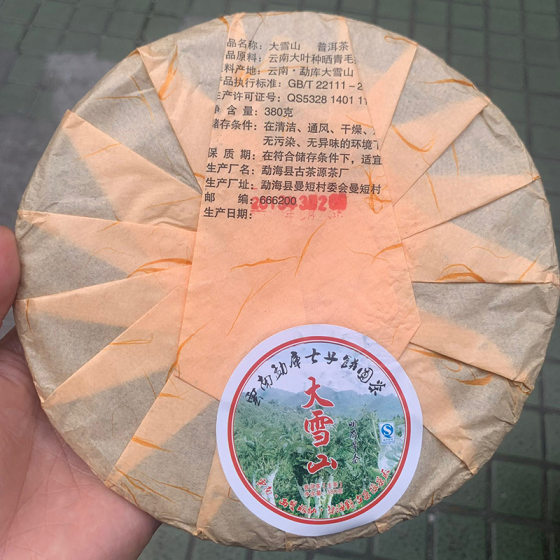 品名称：大雪山 普洱茶
品原料：云南大叶种晒青毛
料产地：云南·勐库大雪山
产品执行标准：GB/T 22111-2
生产许可证号：QS5328 1401 11
净 含 量：380克
储存条件：在清洁、通风、干燥、
无污染、无异味的环境下
保 质 期：在符合储存条件下，适宜
生产厂名：勐海县古茶源茶厂
生产厂址：勐海县曼短村委会曼短村
邮 编：666200
生产日期：
雲南勐库七子饼圆茶
大雪山